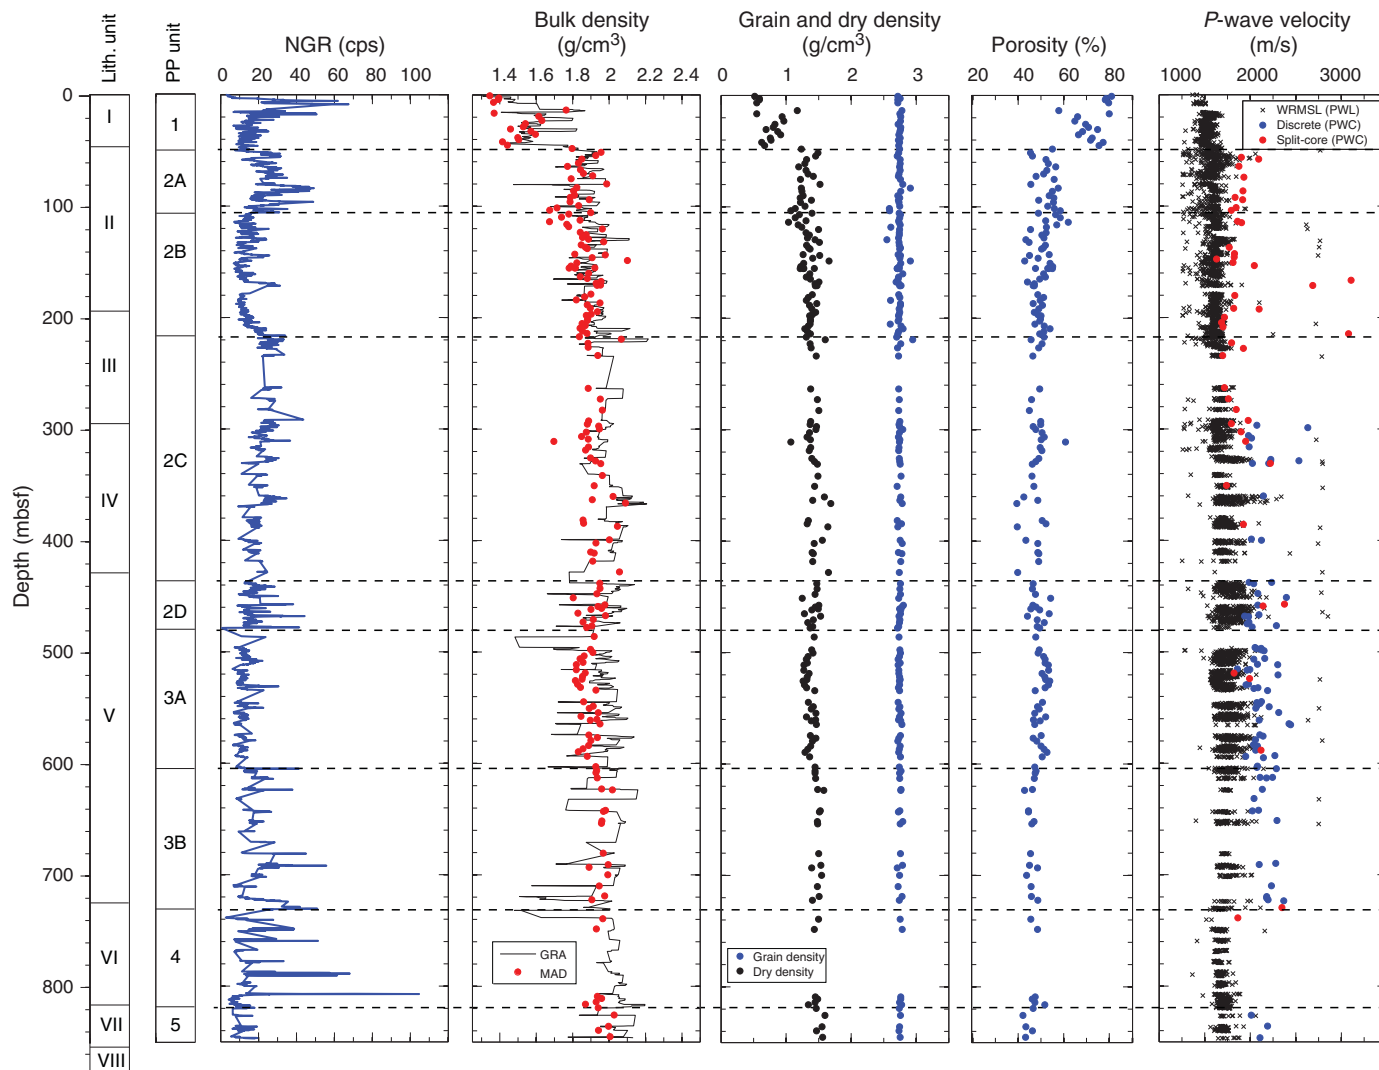 Lith. unit
PP unit
NGR (cps)
Bulk density
(g/cm³)
Grain and dry density
(g/cm³)
Porosity (%)
P-wave velocity
(m/s)
0 20 40 60 80 100
1.4 1.6 1.8 2 2.2 2.4
0 1 2 3
20 40 60 80
1000 2000 3000
Depth (mbsf)
0
100
200
300
400
500
600
700
800
I
II
III
IV
V
VI
VII
VIII
1
2A
2B
2C
2D
3A
3B
4
5
WRMSL (PWL)
Discrete (PWC)
Split-core (PWC)
GRA
MAD
Grain density
Dry density